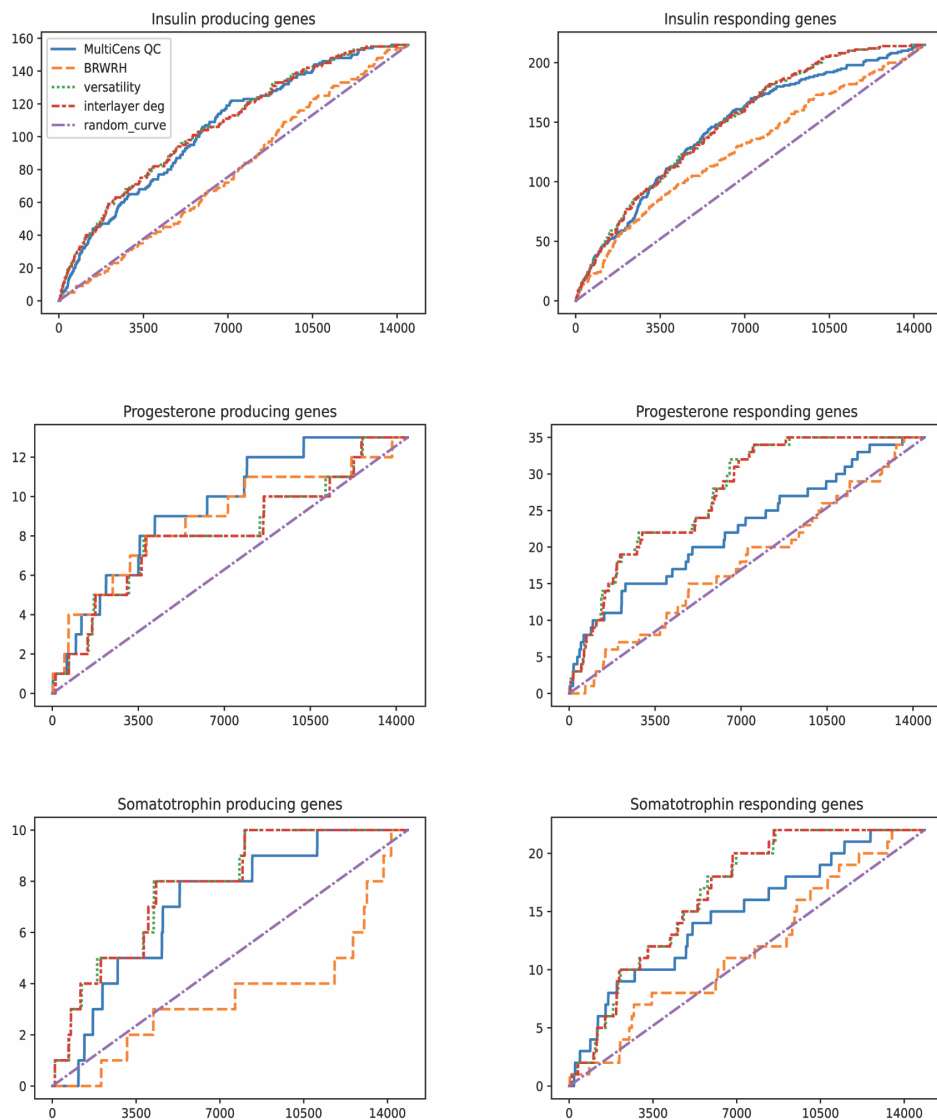 Insulin producing genes
160
140
120
100
80
60
40
20
0
MultiCens QC
BRWRH
versatility
interlayer deg
random_curve
0 3500 7000 10500 14000
Insulin responding genes
200
150
100
50
0
0 3500 7000 10500 14000
Progesterone producing genes
12
10
8
6
4
2
0
0 3500 7000 10500 14000
Progesterone responding genes
35
30
25
20
15
10
5
0
0 3500 7000 10500 14000
Somatotrophin producing genes
10
8
6
4
2
0
0 3500 7000 10500 14000
Somatotrophin responding genes
20
15
10
5
0
0 3500 7000 10500 14000